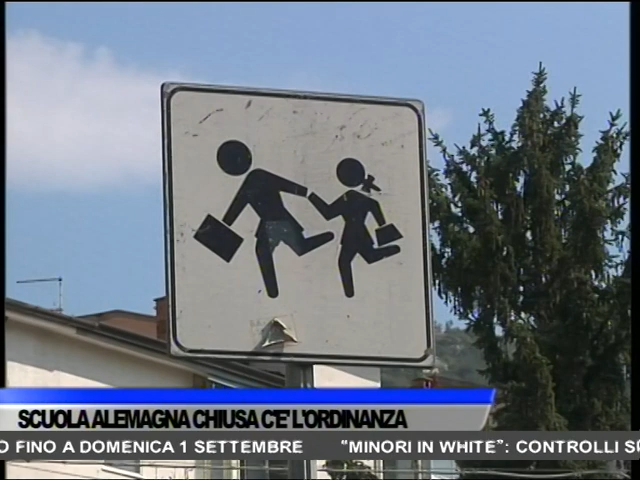 SCUOLA ALEMAGNA CHIUSA C'E' L'ORDINANZA
O FINO A DOMENICA 1 SETTEMBRE "MINORI IN WHITE": CONTROLLI